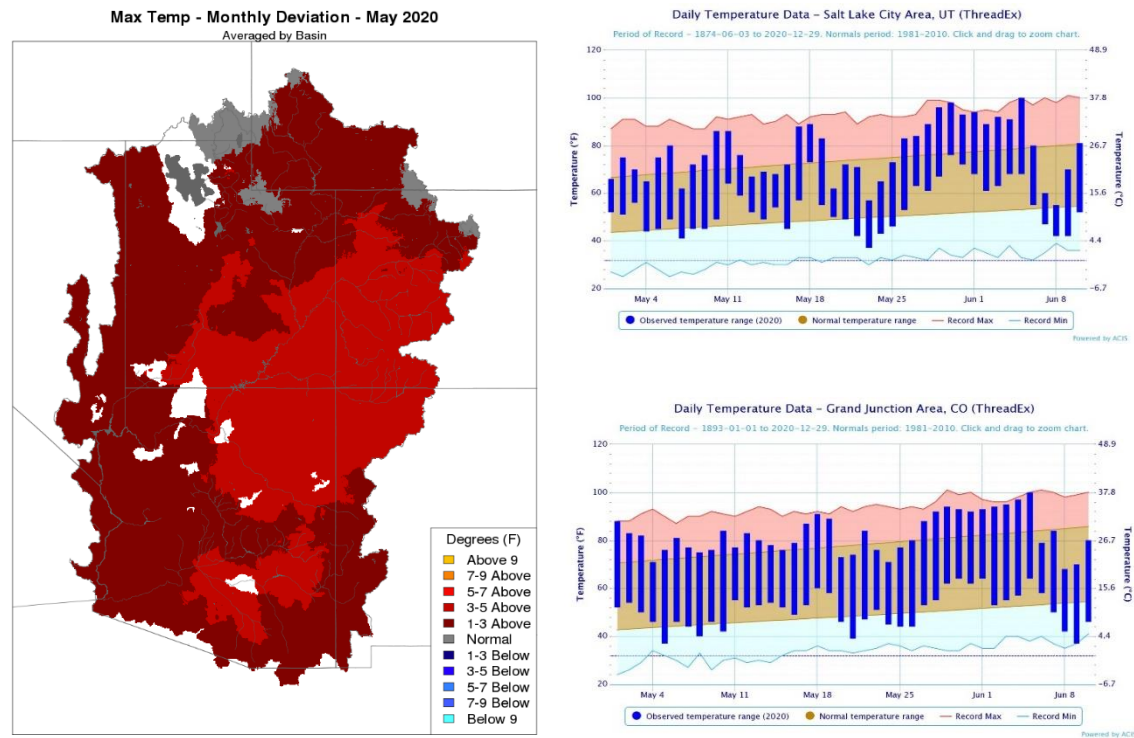 Max Temp - Monthly Deviation - May 2020
Averaged by Basin
Degrees (F)
Above 9
7-9 Above
5-7 Above
3-5 Above
1-3 Above
Normal
1-3 Below
3-5 Below
5-7 Below
7-9 Below
Below 9
Daily Temperature Data – Salt Lake City Area, UT (ThreadEx)
Period of Record – 1874-06-03 to 2020-12-29. Normals period: 1981-2010. Click and drag to zoom chart.
120
100
80
60
40
20
Temperature (°F)
48.9
37.8
26.7
15.6
4.4
-6.7
Temperature (°C)
May 4
May 11
May 18
May 25
Jun 1
Jun 8
Observed temperature range (2020)
Normal temperature range
Record Max
Record Min
Powered by ACIS
Daily Temperature Data – Grand Junction Area, CO (ThreadEx)
Period of Record – 1893-01-01 to 2020-12-29. Normals period: 1981-2010. Click and drag to zoom chart.
120
100
80
60
40
20
Temperature (°F)
48.9
37.8
26.7
15.6
4.4
-6.7
Temperature (°C)
May 4
May 11
May 18
May 25
Jun 1
Jun 8
Observed temperature range (2020)
Normal temperature range
Record Max
Record Min
Powered by ACI